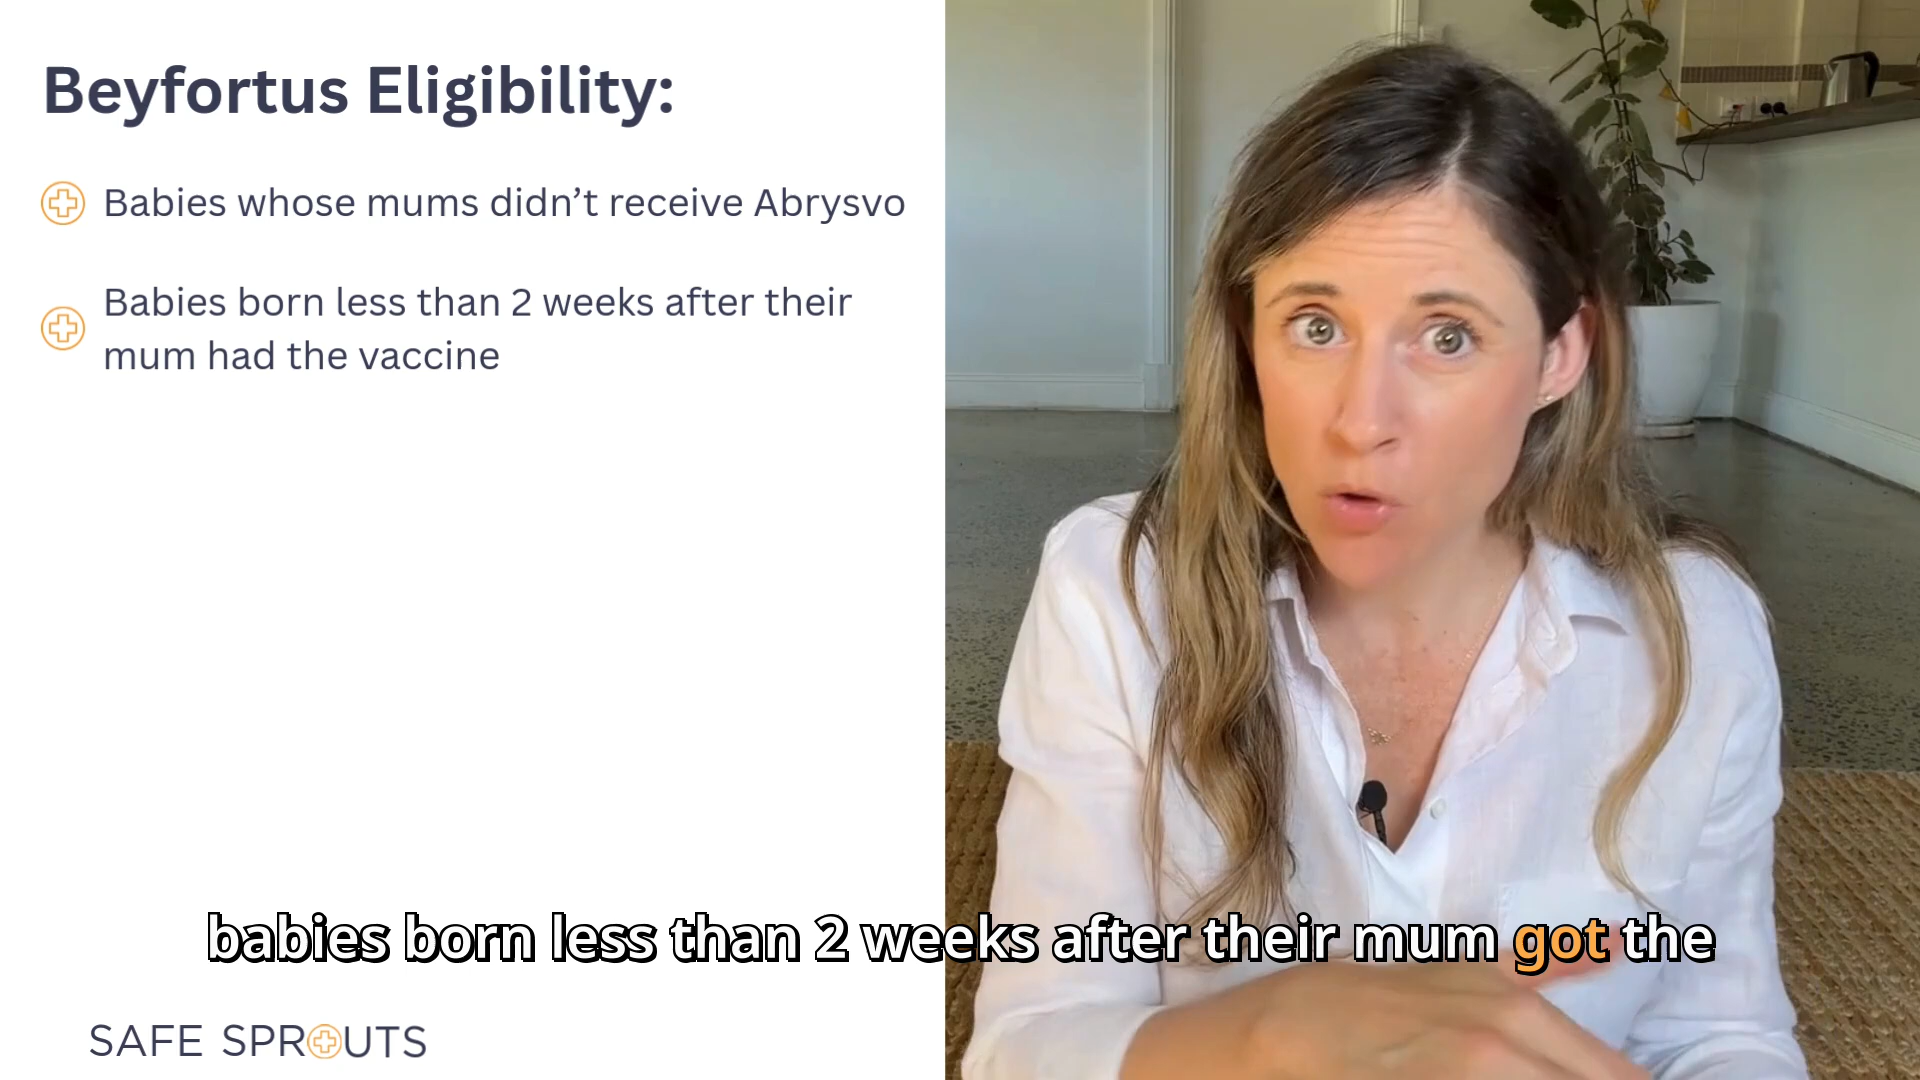 Beyfortus Eligibility:
Babies whose mums didn’t receive Abrysvo
Babies born less than 2 weeks after their
mum had the vaccine
babies born less than 2 weeks after their mum got the
SAFE SPROUTS